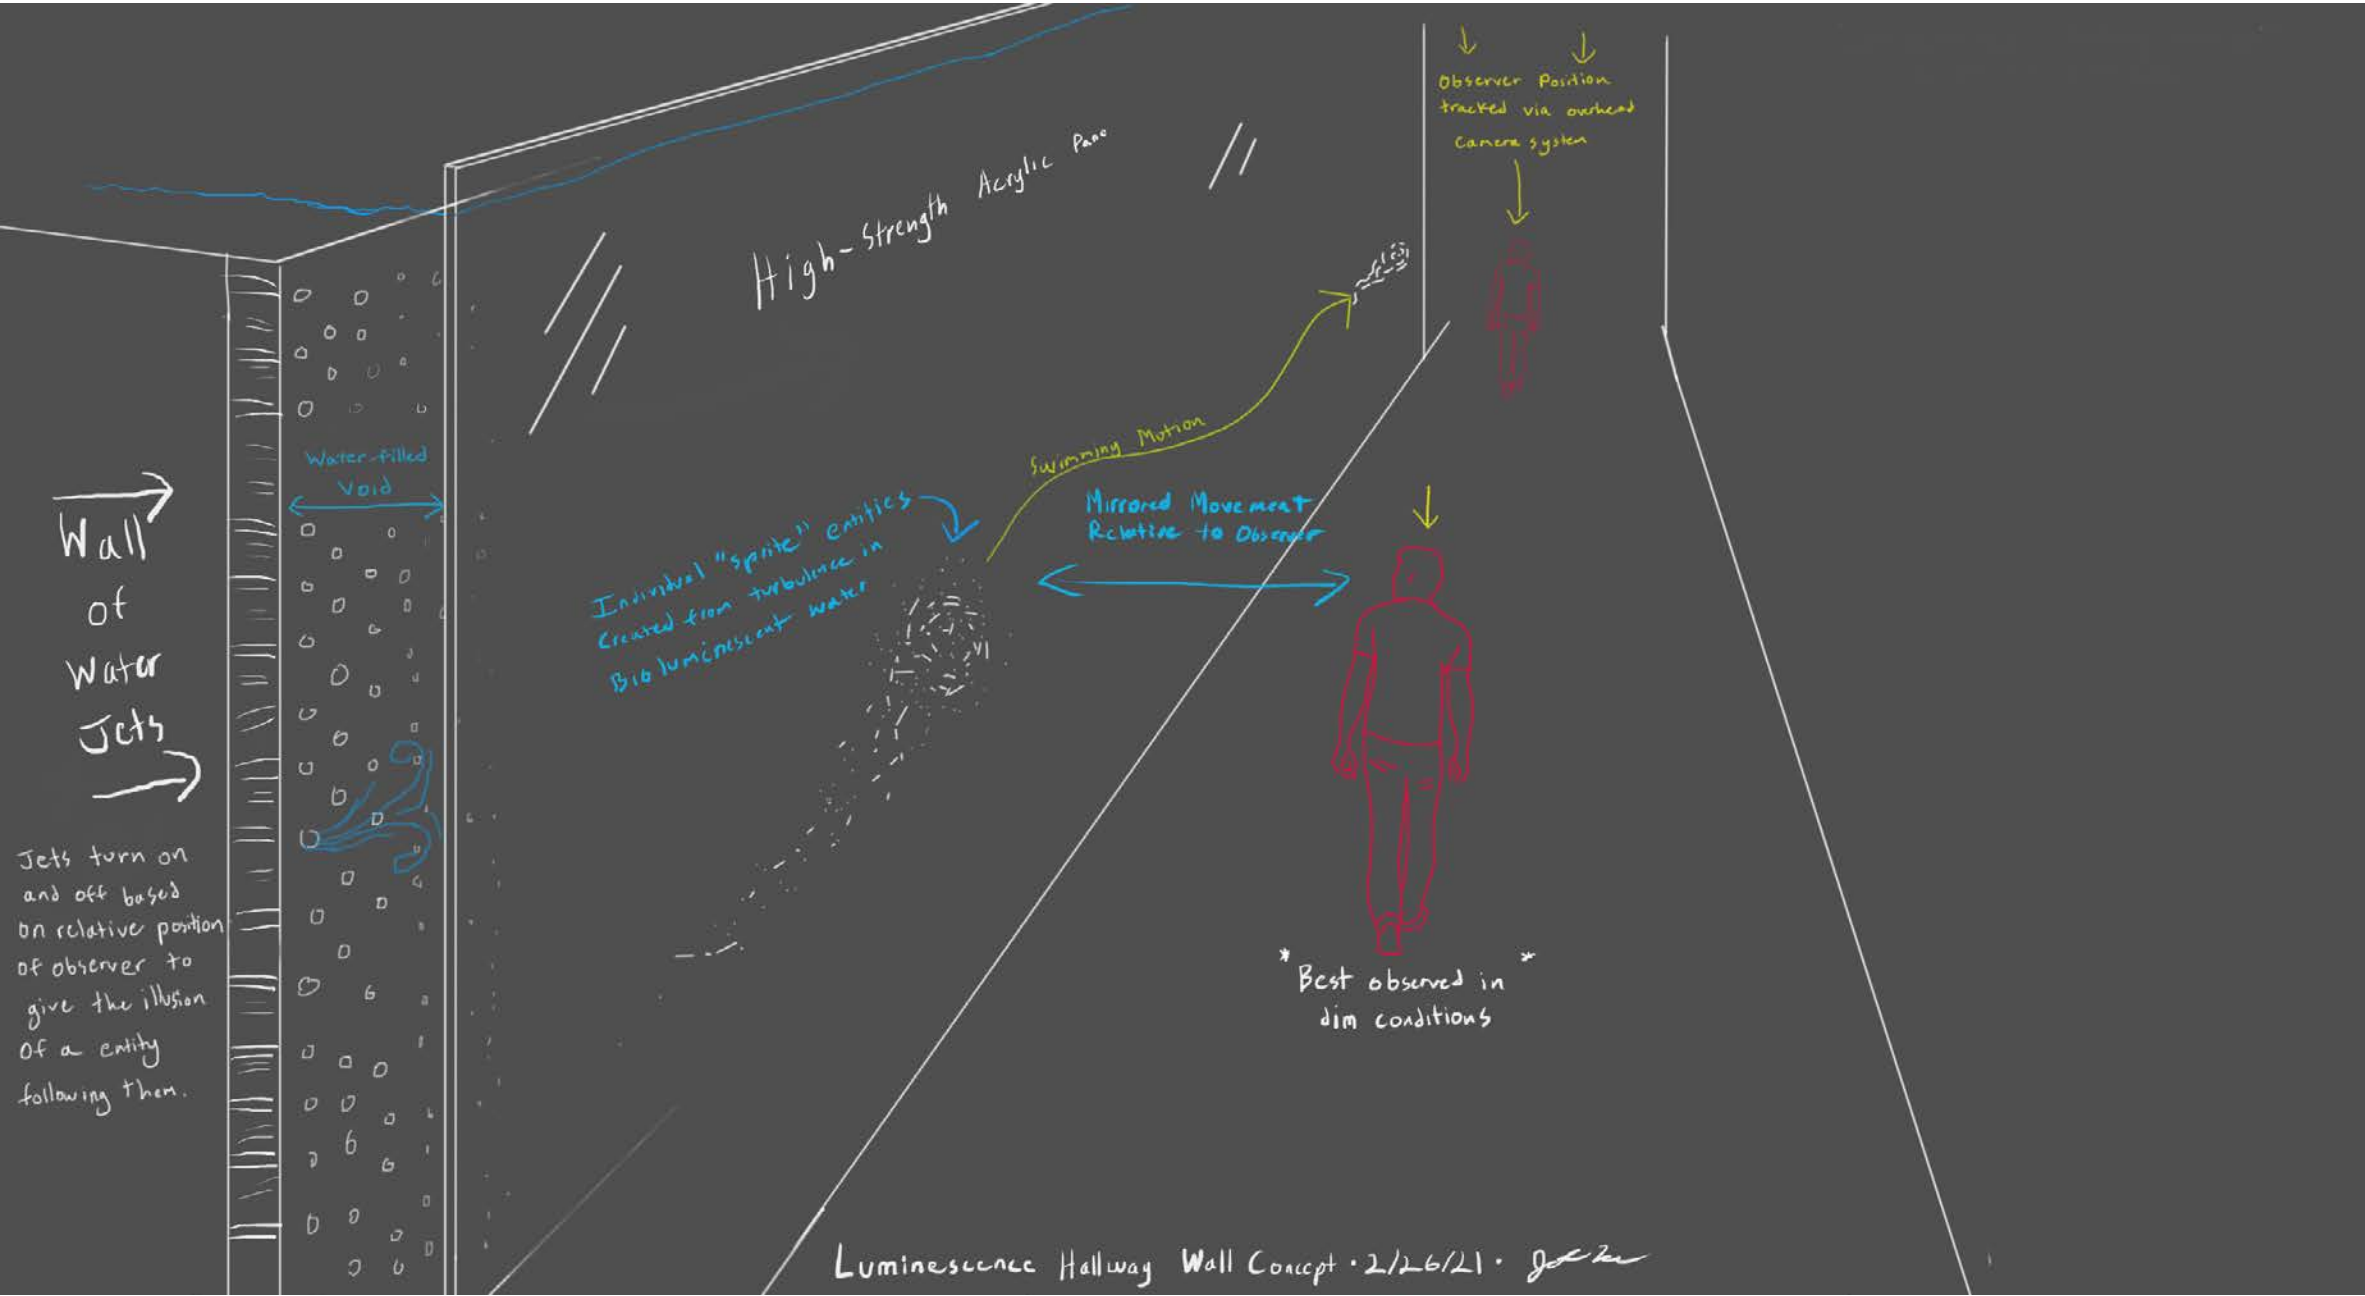 Observer Position
tracked via overhead
Camera system
High-Strength Acrylic Pane
Swimming Motion
Water-filled
Void
Wall
of
Water
Jets
Individual "sprite" entities
Created from turbulence in
Bioluminescent water
Mirrored Movement
Relative to Observer
Jets turn on
and off based
on relative position
of observer to
give the illusion
of a entity
following them.
*Best observed in*
dim conditions
Luminescence Hallway Wall Concept · 2/26/21 ·